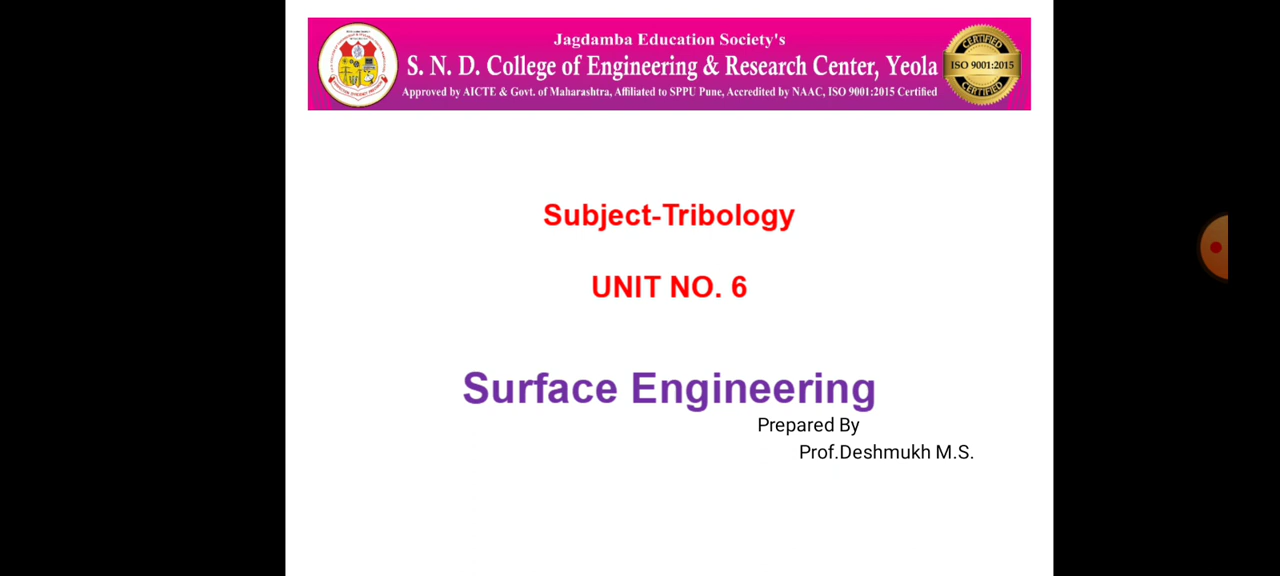 Jagdamba Education Society's
S. N. D. College of Engineering & Research Center, Yeola
Approved by AICTE & Govt. of Maharashtra, Affiliated to SPPU Pune, Accredited by NAAC, ISO 9001:2015 Certified
CERTIFIED
ISO 9001:2015
CERTIFIED
Subject-Tribology
UNIT NO. 6
Surface Engineering
Prepared By
Prof.Deshmukh M.S.